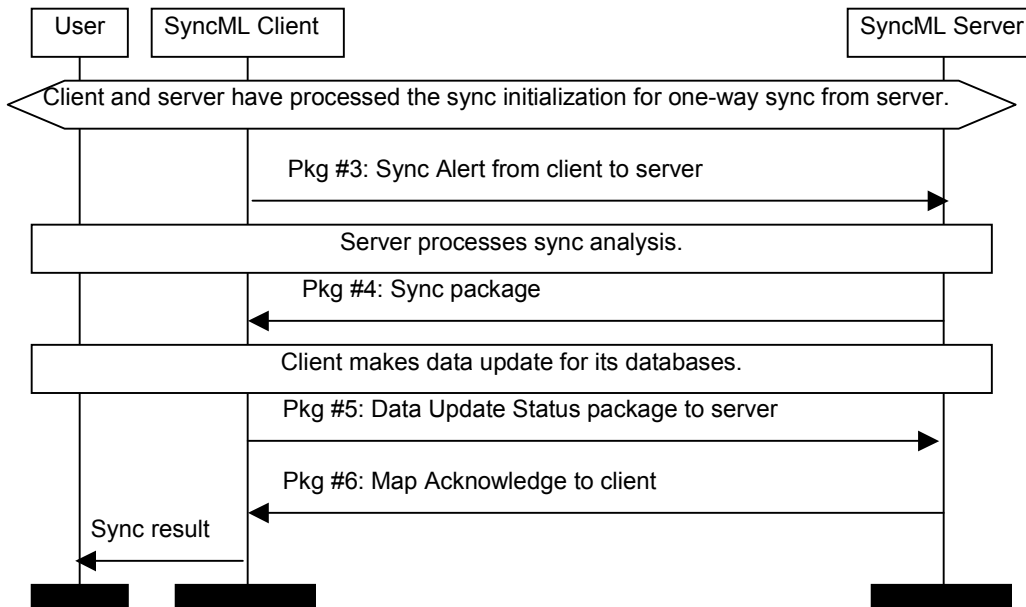 User
SyncML Client
SyncML Server
Client and server have processed the sync initialization for one-way sync from server.
Pkg #3: Sync Alert from client to server
Server processes sync analysis.
Pkg #4: Sync package
Client makes data update for its databases.
Pkg #5: Data Update Status package to server
Pkg #6: Map Acknowledge to client
Sync result